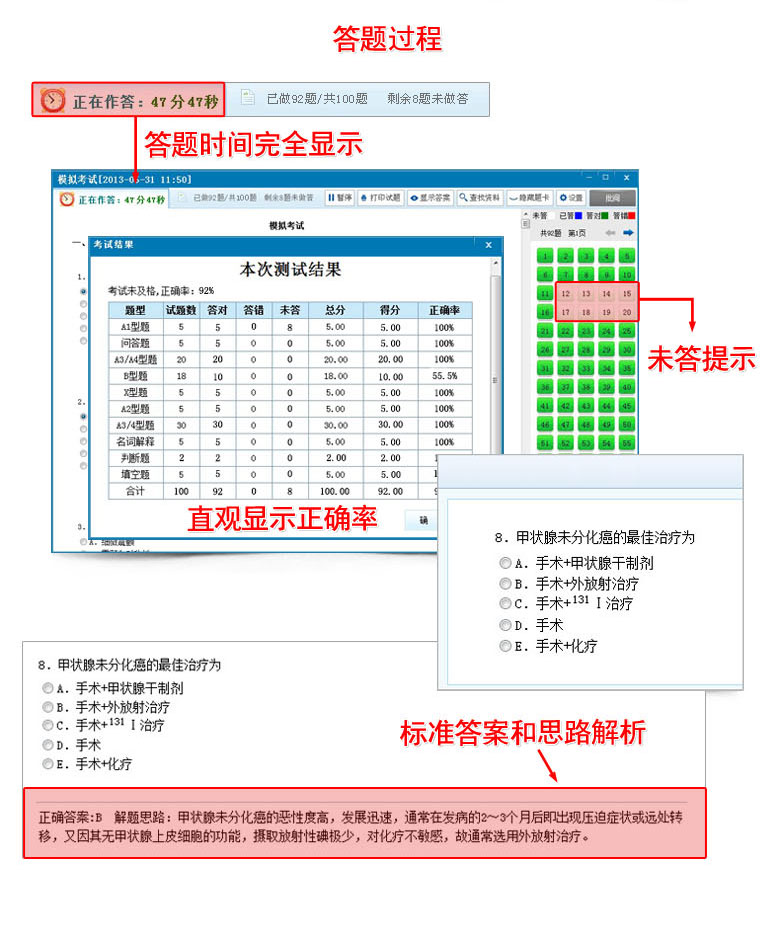 答题过程
正在作答：47分47秒 已做92题/共100题 剩余8题未做答
答题时间完全显示
模拟考试[2013-05-31 11:50]
正在作答：47分47秒 已做92题/共100题 剩余8题未做答 暂停 打印试题 显示答案 查找资料 隐藏题卡 设置
未答 已答 答对 答错
模拟考试
共92题 第1页
一、
考试结果 X
本次测试结果
考试未及格,正确率：92%
题型 试题数 答对 答错 未答 总分 得分 正确率
A1型题 5 5 0 8 5.00 5.00 100%
问答题 5 5 0 0 5.00 5.00 100%
A3/A4型题 20 20 0 0 20.00 20.00 100%
B型题 18 10 0 0 18.00 10.00 55.5%
X型题 5 5 0 0 5.00 5.00 100%
A2型题 5 5 0 0 5.00 5.00 100%
A3/4型题 30 30 0 0 30.00 30.00 100%
名词解释 5 5 0 0 5.00 5.00 100%
判断题 2 2 0 0 2.00 2.00
填空题 5 5 0 0 5.00 5.00
合计 100 92 0 8 100.00 92.00
确
1.
2.
3.
1 2 3 4 5
6 7 8 9 10
11 12 13 14 15
16 17 18 19 20
21 22 23 24 25
26 27 28 29 30
31 32 33 34 35
36 37 38 39 40
41 42 43 44 45
46 47 48 49 50
51 52 53 54 55
未答提示
直观显示正确率
8. 甲状腺未分化癌的最佳治疗为
A. 手术+甲状腺干制剂
B. 手术+外放射治疗
C. 手术+¹³¹Ⅰ治疗
D. 手术
E. 手术+化疗
8. 甲状腺未分化癌的最佳治疗为
A. 手术+甲状腺干制剂
B. 手术+外放射治疗
C. 手术+¹³¹Ⅰ治疗
D. 手术
E. 手术+化疗
标准答案和思路解析
正确答案:B 解题思路：甲状腺未分化癌的恶性度高，发展迅速，通常在发病的2～3个月后即出现压迫症状或远处转
移，又因其无甲状腺上皮细胞的功能，摄取放射性碘极少，对化疗不敏感，故通常选用外放射治疗。